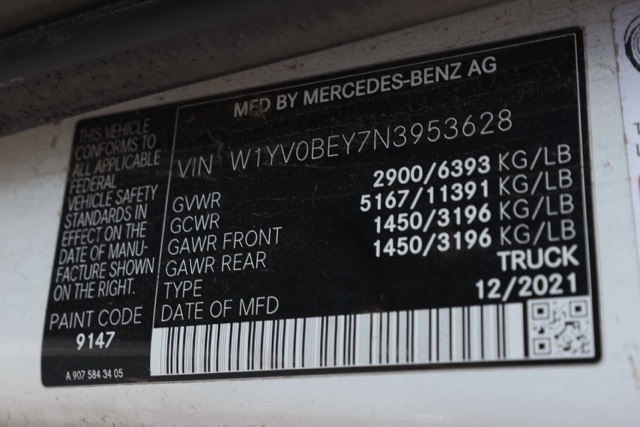 MFD BY MERCEDES-BENZ AG
THIS VEHICLE
CONFORMS TO
ALL APPLICABLE
FEDERAL
VEHICLE SAFETY
STANDARDS IN
EFFECT ON THE
DATE OF MANU-
FACTURE SHOWN
ON THE RIGHT.
PAINT CODE
9147
A 907 584 34 05
VIN W1YV0BEY7N3953628
GVWR 2900/6393 KG/LB
GCWR 5167/11391 KG/LB
GAWR FRONT 1450/3196 KG/LB
GAWR REAR 1450/3196 KG/LB
TYPE TRUCK
DATE OF MFD 12/2021